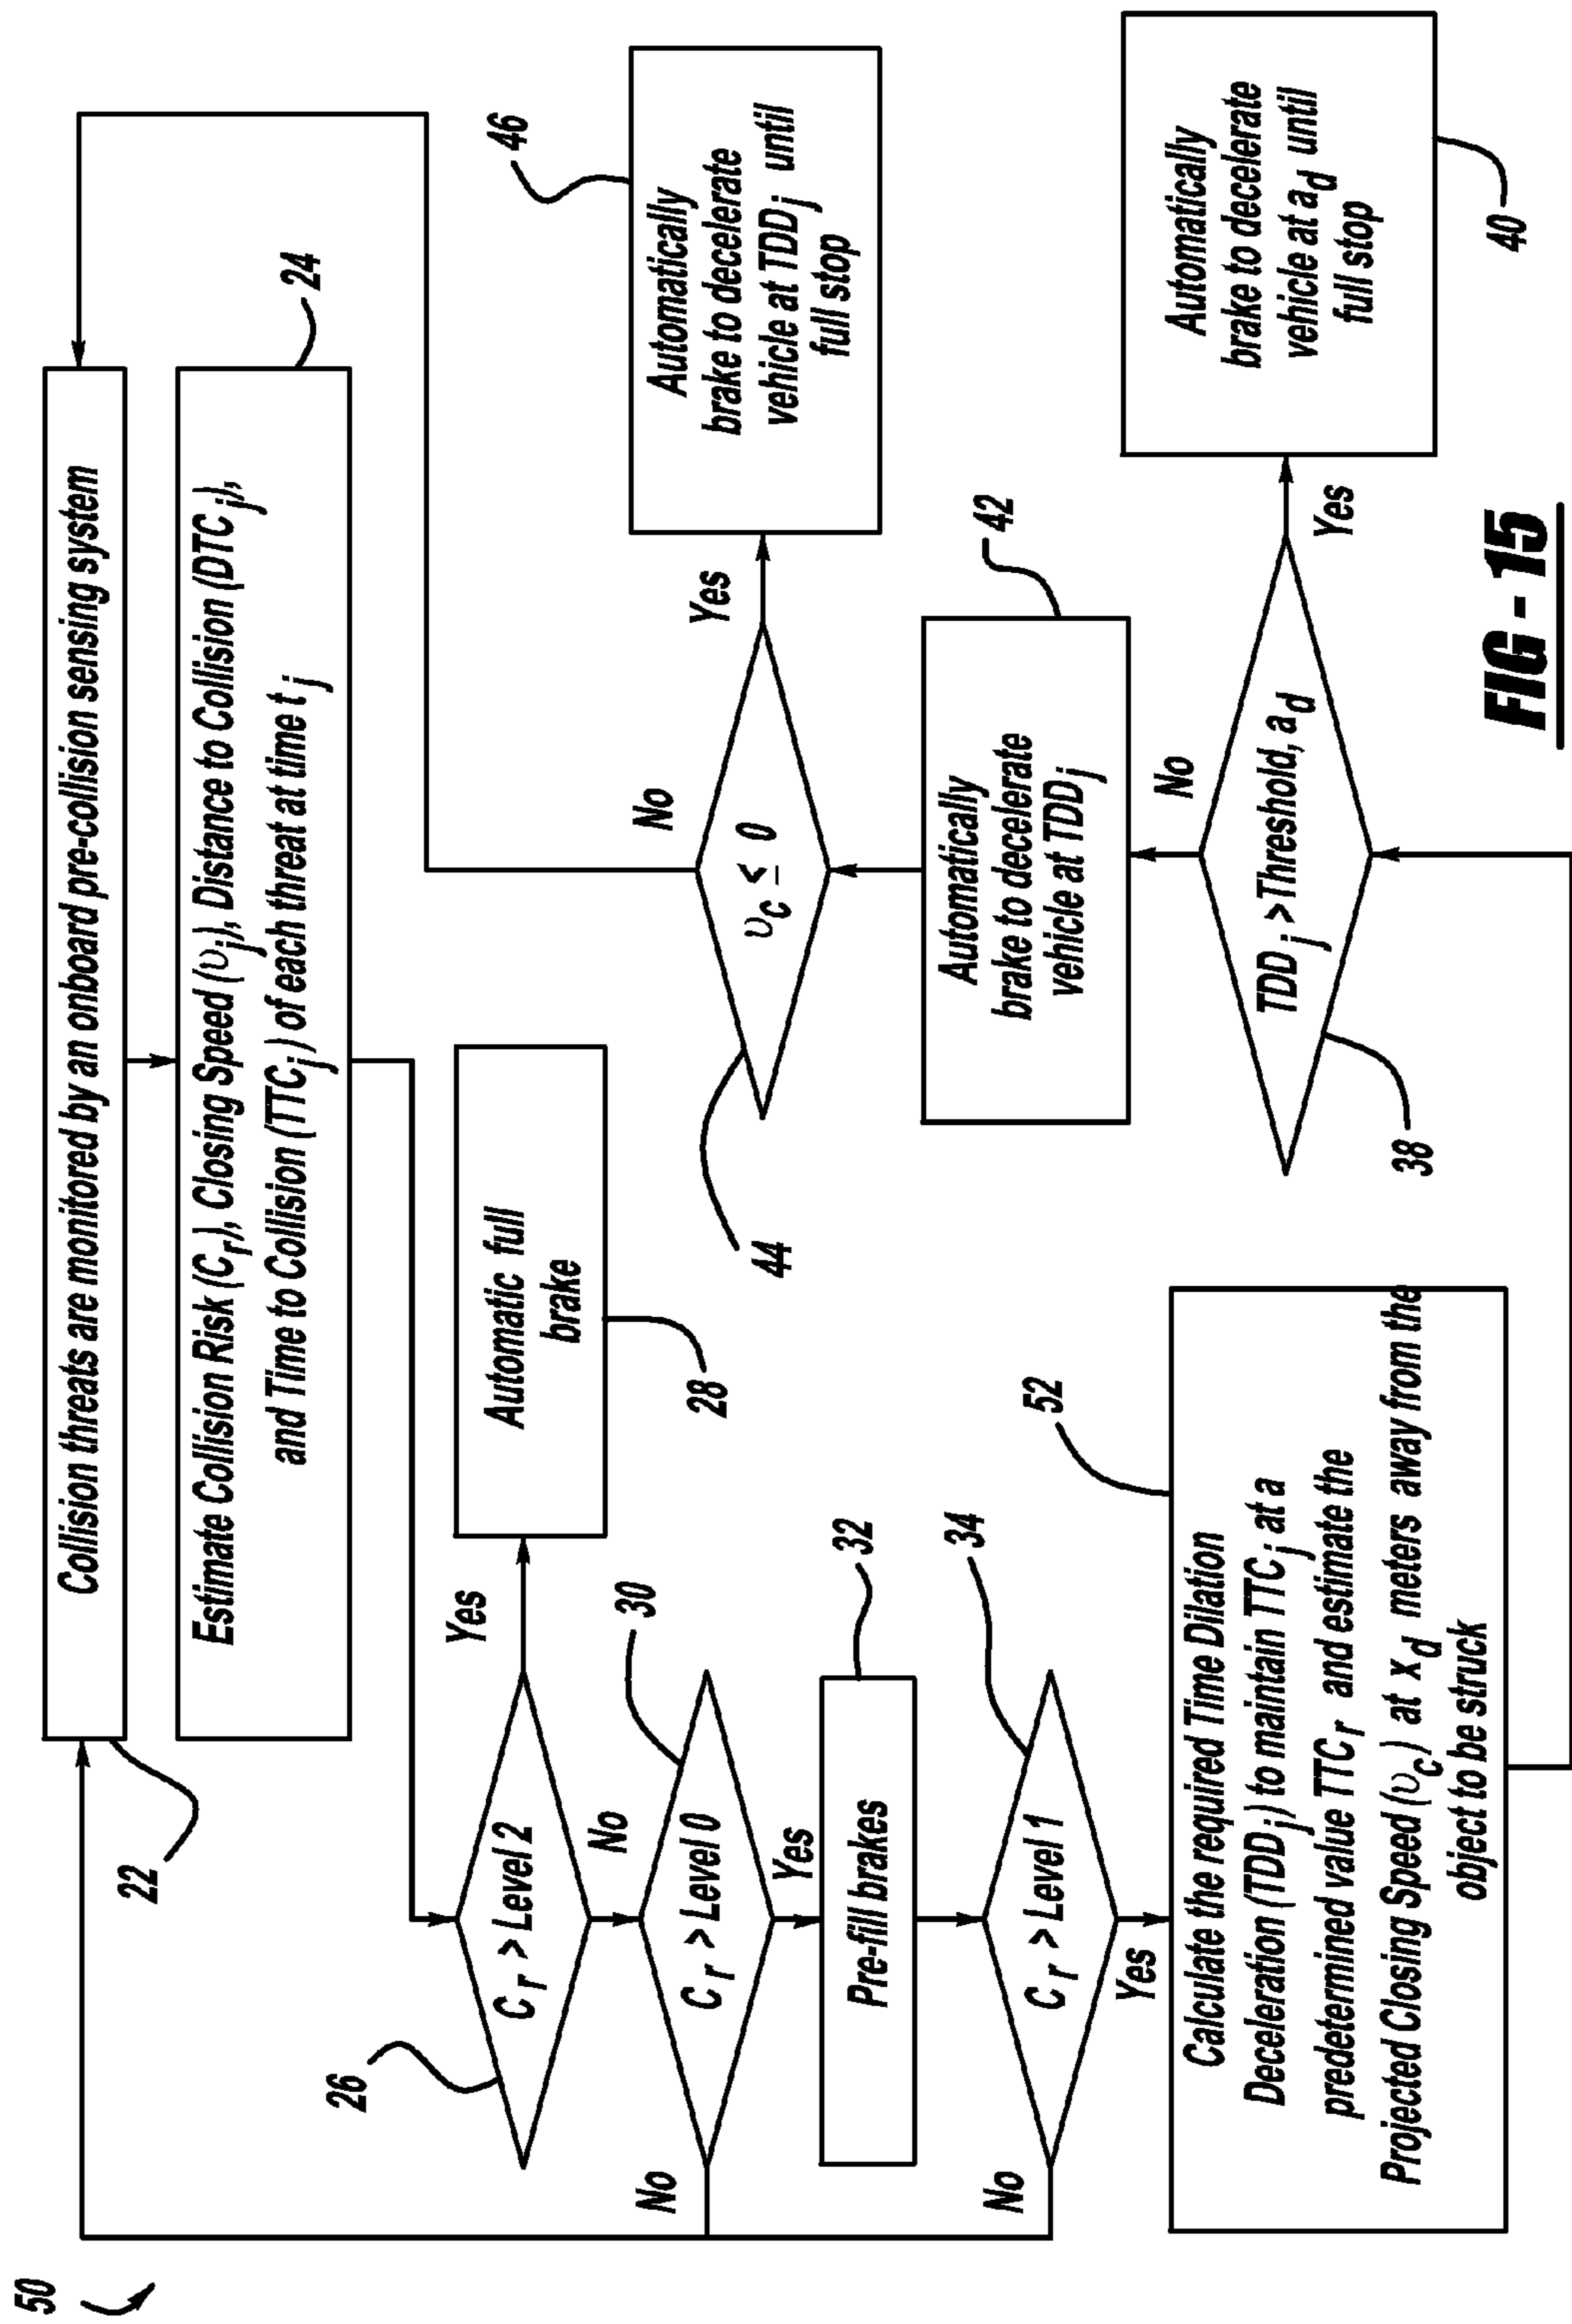 50
22
Collision threats are monitored by an onboard pre-collision sensing system
24
Estimate Collision Risk (Cr), Closing Speed (υj), Distance to Collision (DTCj),
and Time to Collision (TTCj) of each threat at time tj
26
Cr > Level 2
Yes
Automatic full
brake
28
No
30
Cr > Level 0
No
Yes
32
Pre-fill brakes
34
Cr > Level 1
No
Yes
52
Calculate the required Time Dilation
Deceleration (TDDj) to maintain TTCj at a
predetermined value TTCr and estimate the
Projected Closing Speed (υc) at xd meters away from the
object to be struck
44
υc ≤ 0
No
Yes
46
Automatically
brake to decelerate
vehicle at TDDj until
full stop
42
Automatically
brake to decelerate
vehicle at TDDj
No
38
TDDj >Threshold, ad
Yes
Automatically
brake to decelerate
vehicle at ad until
full stop
40
FIG - 15